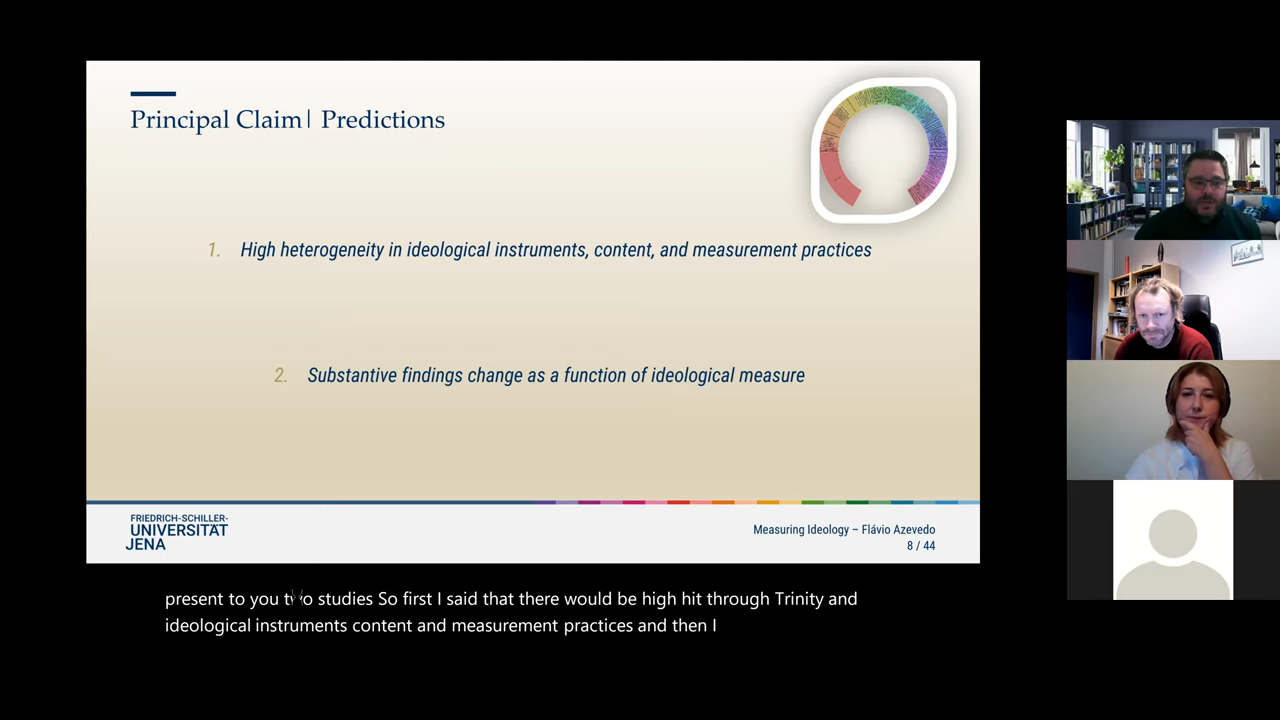 Principal Claim| Predictions
1. High heterogeneity in ideological instruments, content, and measurement practices
2. Substantive findings change as a function of ideological measure
FRIEDRICH-SCHILLER-
UNIVERSITÄT
JENA
Measuring Ideology – Flávio Azevedo
8 / 44
present to you two studies So first I said that there would be high hit through Trinity and
ideological instruments content and measurement practices and then I